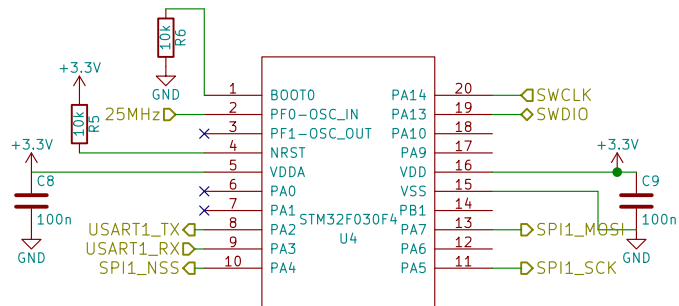 10k
R6
GND
+3.3V
10k
R5
25MHz
+3.3V
C8
100n
GND
USART1_TX
USART1_RX
SPI1_NSS
1 BOOT0
2 PF0-OSC_IN
3 PF1-OSC_OUT
4 NRST
5 VDDA
6 PA0
7 PA1
8 PA2
9 PA3
10 PA4
STM32F030F4
U4
PA14 20
PA13 19
PA10 18
PA9 17
VDD 16
VSS 15
PB1 14
PA7 13
PA6 12
PA5 11
SWCLK
SWDIO
+3.3V
C9
100n
GND
SPI1_MOSI
SPI1_SCK